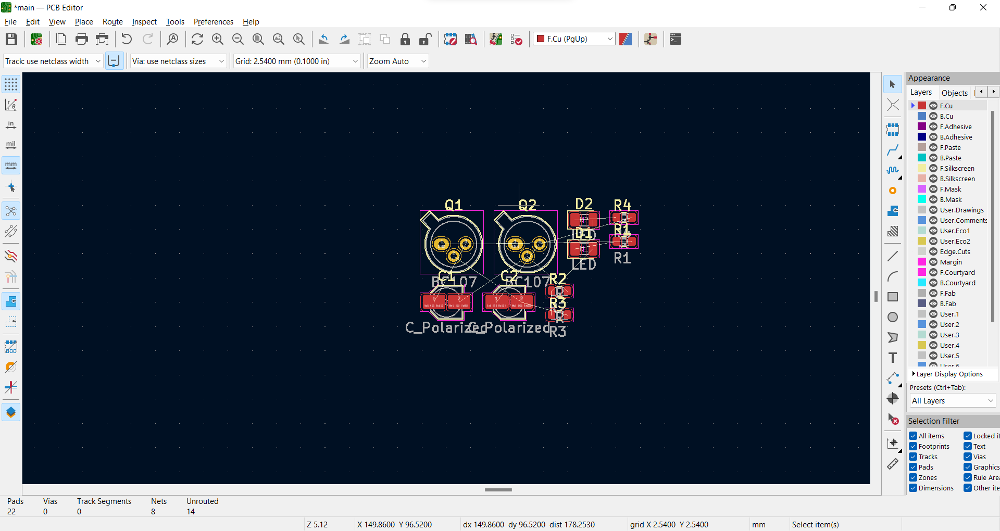 *main — PCB Editor
File Edit View Place Route Inspect Tools Preferences Help
F.Cu (PgUp)
Track: use netclass width Via: use netclass sizes Grid: 2.5400 mm (0.1000 in) Zoom Auto
in
mil
mm
Q1 Q2 D2 R4
D1 R1
LED R1
C1 C2 R2
BC107 BC107
1 2 1 2 R3
C_Polarized C_Polarized R3
Appearance
Layers Objects
F.Cu
B.Cu
F.Adhesive
B.Adhesive
F.Paste
B.Paste
F.Silkscreen
B.Silkscreen
F.Mask
B.Mask
User.Drawings
User.Comments
User.Eco1
User.Eco2
Edge.Cuts
Margin
F.Courtyard
B.Courtyard
F.Fab
B.Fab
User.1
User.2
User.3
User.4
User.5
User.6
Layer Display Options
Presets (Ctrl+Tab):
All Layers
Selection Filter
All items Locked it
Footprints Text
Tracks Vias
Pads Graphics
Zones Rule Are
Dimensions Other ite
Pads Vias Track Segments Nets Unrouted
22 0 0 8 14
Z 5.12 X 149.8600 Y 96.5200 dx 149.8600 dy 96.5200 dist 178.2530 grid X 2.5400 Y 2.5400 mm Select item(s)